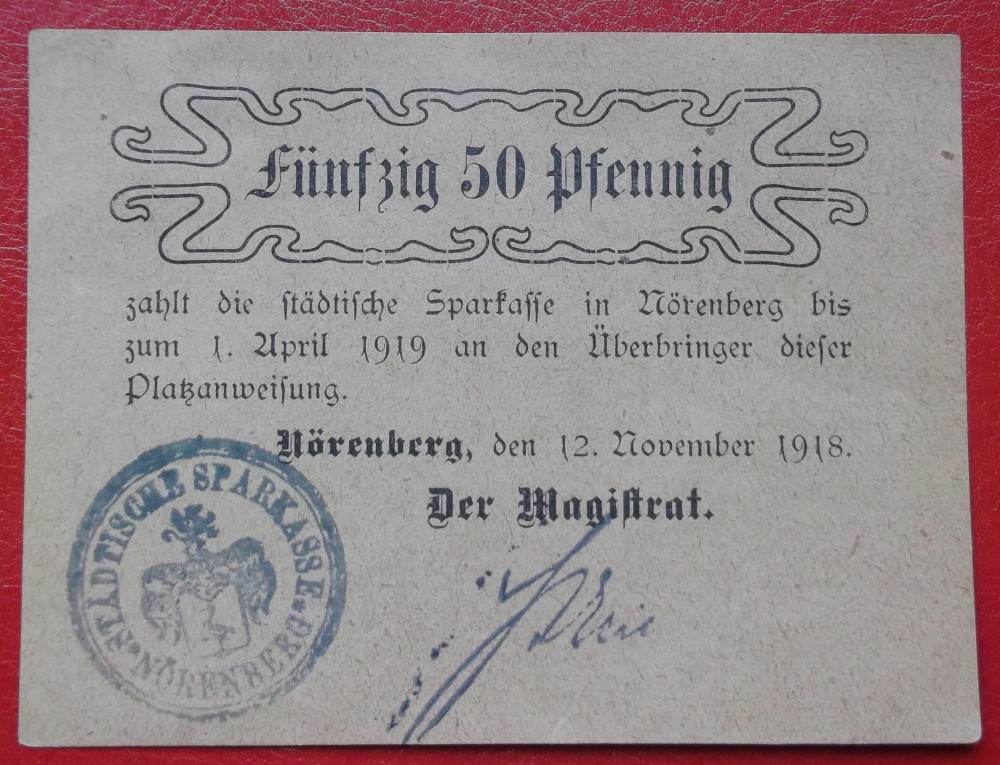 Fünfzig 50 Pfennig
zahlt die städtische Sparkasse in Nörenberg bis
zum 1. April 1919 an den Überbringer dieser
Platzanweisung.
Nörenberg, den 12. November 1918.
Der Magistrat.
STÄDTISCHE SPARKASSE
NÖRENBERG